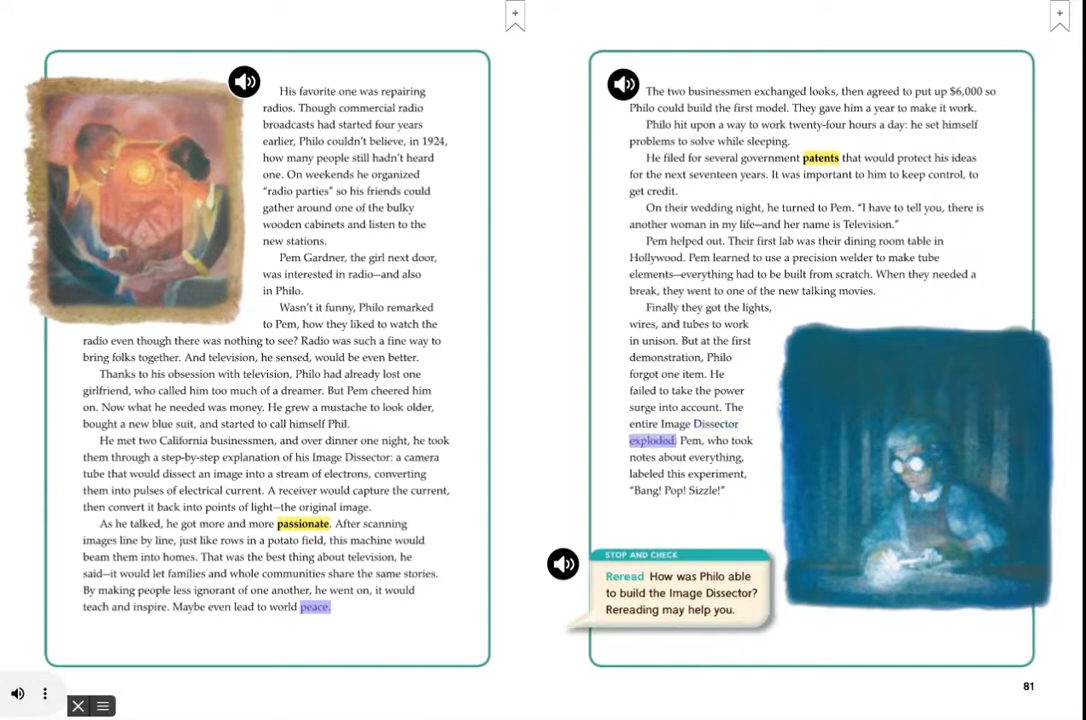 His favorite one was repairing
radios. Though commercial radio
broadcasts had started four years
earlier, Philo couldn't believe, in 1924,
how many people still hadn't heard
one. On weekends he organized
"radio parties" so his friends could
gather around one of the bulky
wooden cabinets and listen to the
new stations.
Pem Gardner, the girl next door,
was interested in radio—and also
in Philo.
Wasn't it funny, Philo remarked
to Pem, how they liked to watch the
radio even though there was nothing to see? Radio was such a fine way to
bring folks together. And television, he sensed, would be even better.
Thanks to his obsession with television, Philo had already lost one
girlfriend, who called him too much of a dreamer. But Pem cheered him
on. Now what he needed was money. He grew a mustache to look older,
bought a new blue suit, and started to call himself Phil.
He met two California businessmen, and over dinner one night, he took
them through a step-by-step explanation of his Image Dissector: a camera
tube that would dissect an image into a stream of electrons, converting
them into pulses of electrical current. A receiver would capture the current,
then convert it back into points of light—the original image.
As he talked, he got more and more passionate. After scanning
images line by line, just like rows in a potato field, this machine would
beam them into homes. That was the best thing about television, he
said—it would let families and whole communities share the same stories.
By making people less ignorant of one another, he went on, it would
teach and inspire. Maybe even lead to world peace.
The two businessmen exchanged looks, then agreed to put up $6,000 so
Philo could build the first model. They gave him a year to make it work.
Philo hit upon a way to work twenty-four hours a day: he set himself
problems to solve while sleeping.
He filed for several government patents that would protect his ideas
for the next seventeen years. It was important to him to keep control, to
get credit.
On their wedding night, he turned to Pem. "I have to tell you, there is
another woman in my life—and her name is Television."
Pem helped out. Their first lab was their dining room table in
Hollywood. Pem learned to use a precision welder to make tube
elements—everything had to be built from scratch. When they needed a
break, they went to one of the new talking movies.
Finally they got the lights,
wires, and tubes to work
in unison. But at the first
demonstration, Philo
forgot one item. He
failed to take the power
surge into account. The
entire Image Dissector
exploded. Pem, who took
notes about everything,
labeled this experiment,
"Bang! Pop! Sizzle!"
STOP AND CHECK
Reread How was Philo able
to build the Image Dissector?
Rereading may help you.
81